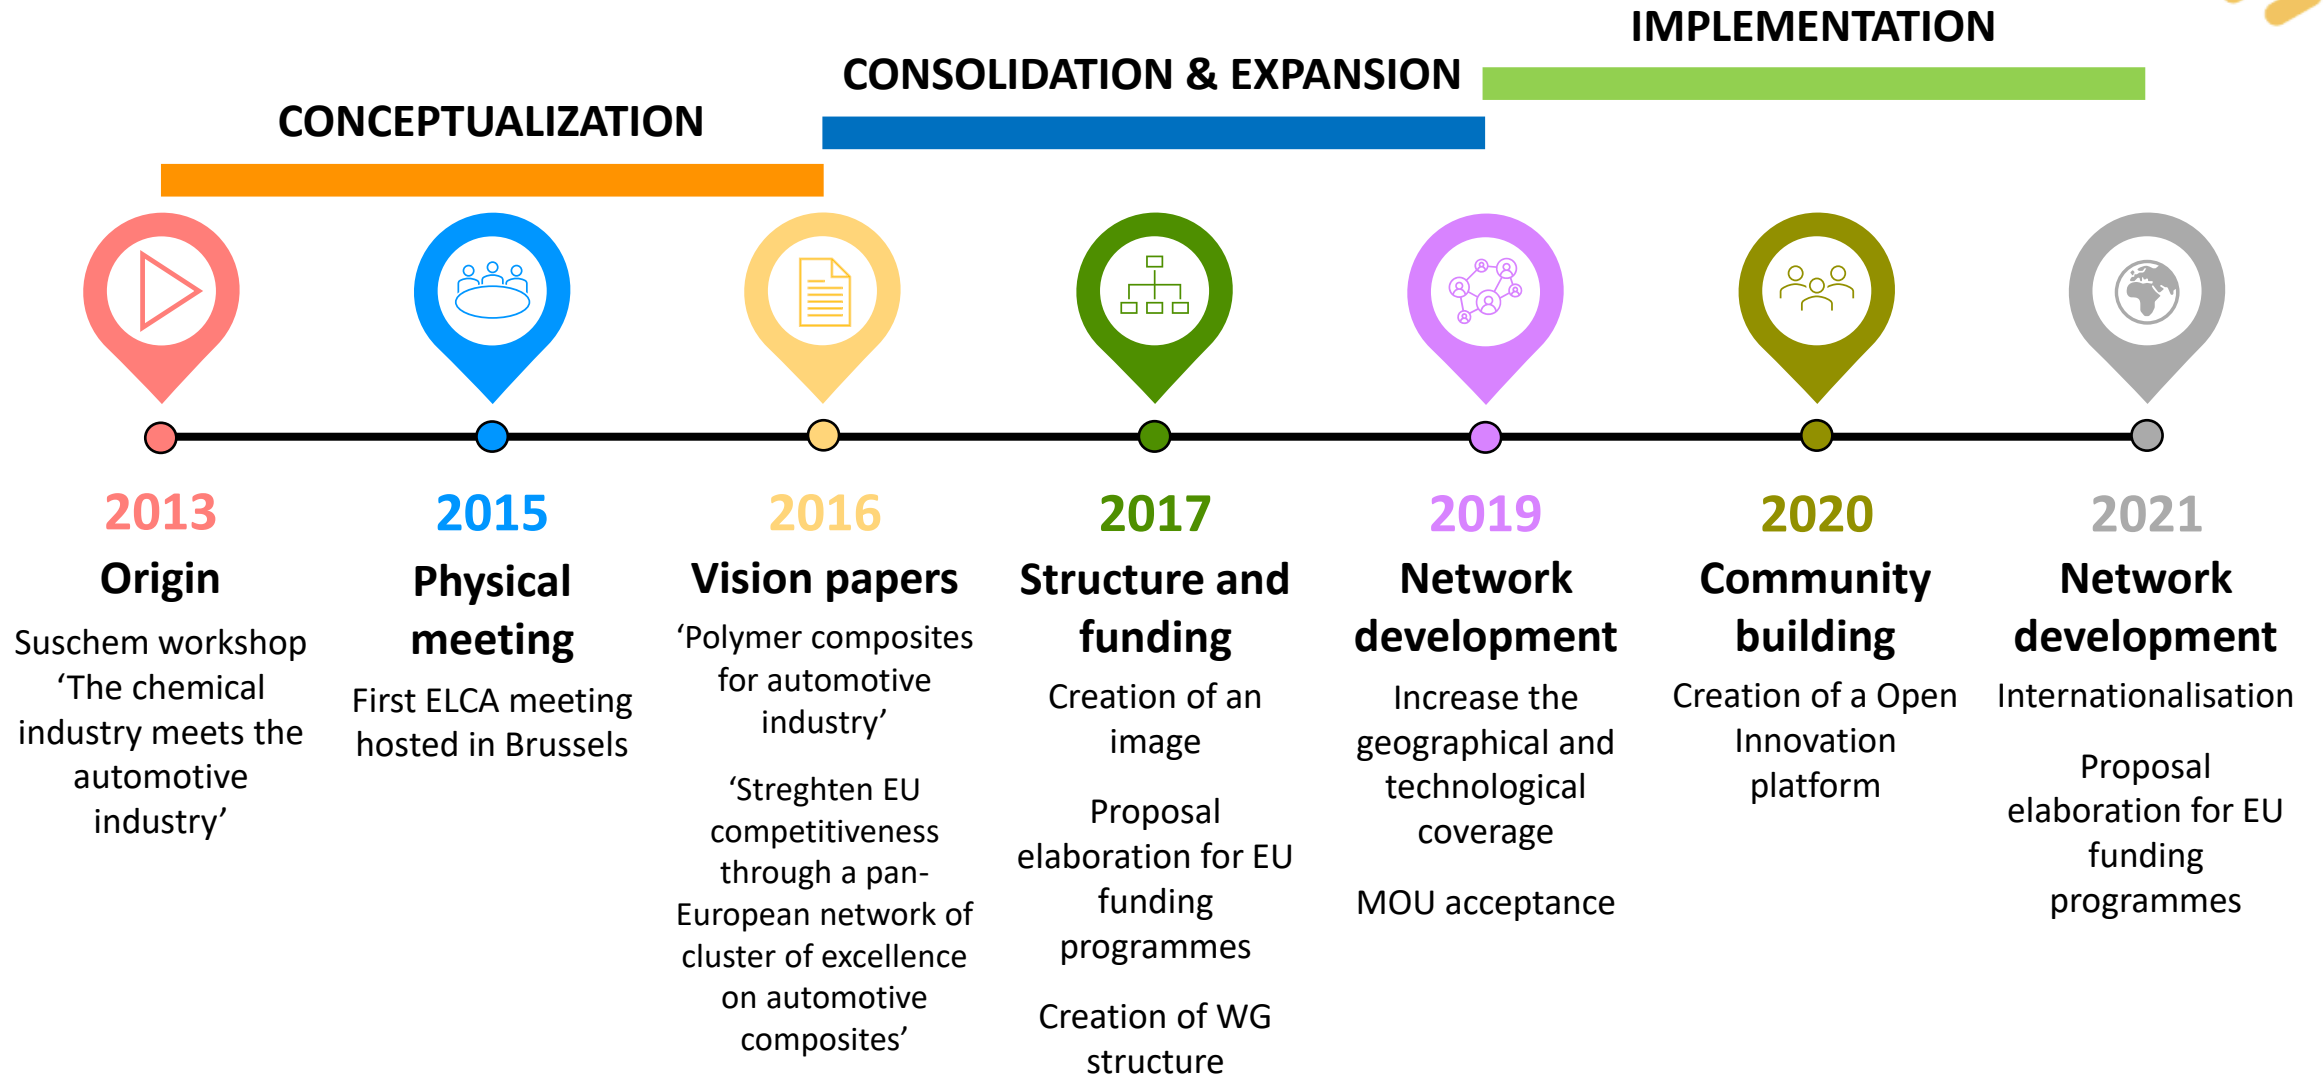 IMPLEMENTATION
CONSOLIDATION & EXPANSION
CONCEPTUALIZATION
2013
Origin
Suschem workshop
‘The chemical
industry meets the
automotive
industry’
2015
Physical
meeting
First ELCA meeting
hosted in Brussels
2016
Vision papers
‘Polymer composites
for automotive
industry’
‘Streghten EU
competitiveness
through a pan-
European network of
cluster of excellence
on automotive
composites’
2017
Structure and
funding
Creation of an
image
Proposal
elaboration for EU
funding
programmes
Creation of WG
structure
2019
Network
development
Increase the
geographical and
technological
coverage
MOU acceptance
2020
Community
building
Creation of a Open
Innovation
platform
2021
Network
development
Internationalisation
Proposal
elaboration for EU
funding
programmes